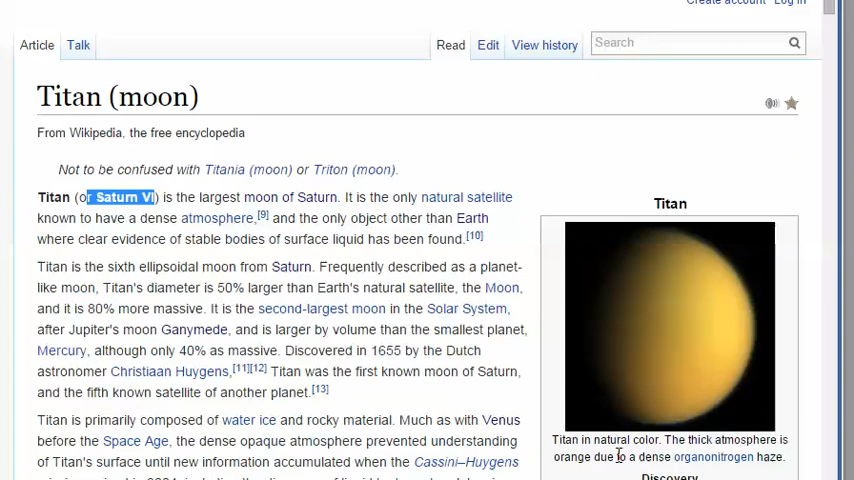 Create account Log in
Article Talk Read Edit View history Search
Titan (moon)
From Wikipedia, the free encyclopedia
Not to be confused with Titania (moon) or Triton (moon).
Titan (or Saturn VI) is the largest moon of Saturn. It is the only natural satellite
known to have a dense atmosphere,[9] and the only object other than Earth
where clear evidence of stable bodies of surface liquid has been found.[10]
Titan is the sixth ellipsoidal moon from Saturn. Frequently described as a planet-
like moon, Titan's diameter is 50% larger than Earth's natural satellite, the Moon,
and it is 80% more massive. It is the second-largest moon in the Solar System,
after Jupiter's moon Ganymede, and is larger by volume than the smallest planet,
Mercury, although only 40% as massive. Discovered in 1655 by the Dutch
astronomer Christiaan Huygens,[11][12] Titan was the first known moon of Saturn,
and the fifth known satellite of another planet.[13]
Titan is primarily composed of water ice and rocky material. Much as with Venus
before the Space Age, the dense opaque atmosphere prevented understanding
of Titan's surface until new information accumulated when the Cassini–Huygens
Titan
Titan in natural color. The thick atmosphere is
orange due to a dense organonitrogen haze.
Discovery